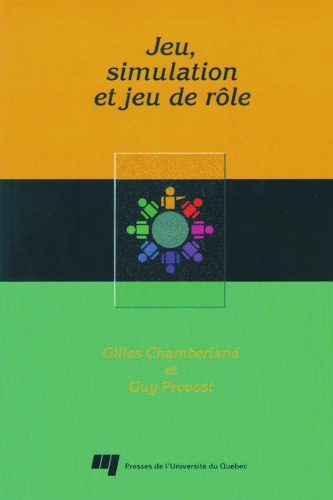 Jeu,
simulation
et jeu de rôle
Gilles Chamberland
et
Guy Provost
Presses de l'Université du Québec